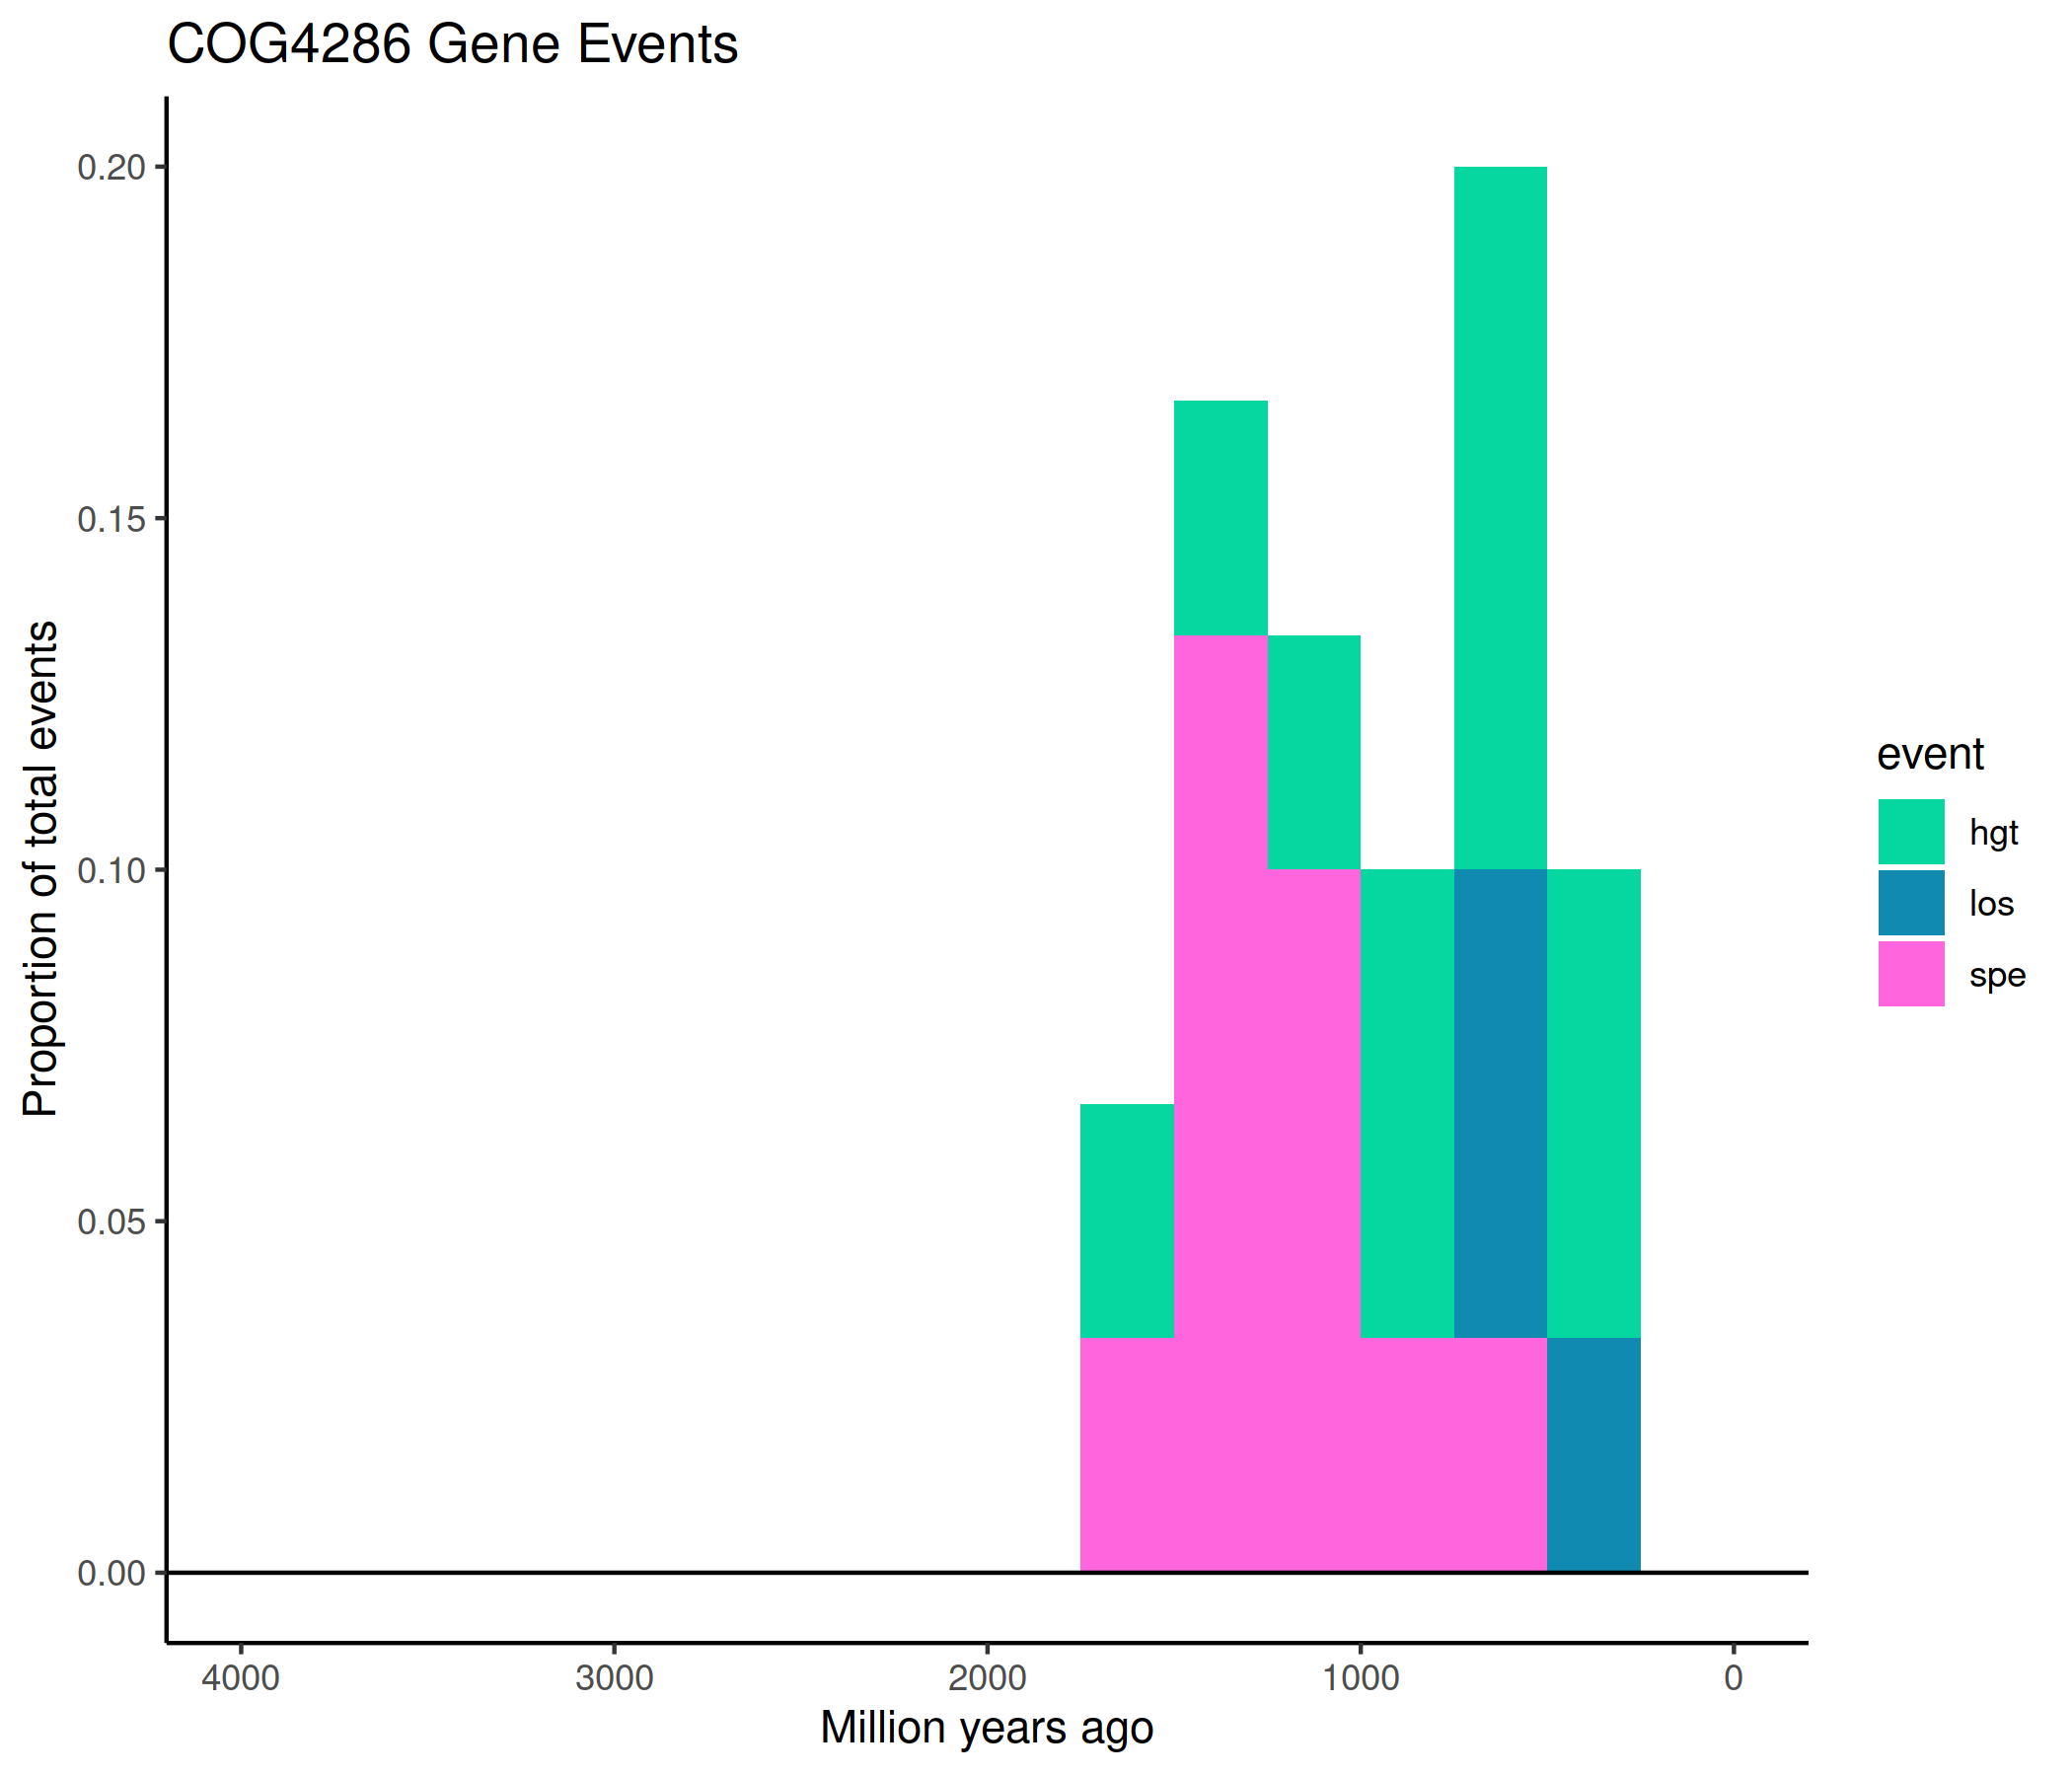 COG4286 Gene Events
0.20
0.15
0.10
0.05
0.00
Proportion of total events
4000 3000 2000 1000 0
Million years ago
event
hgt
los
spe